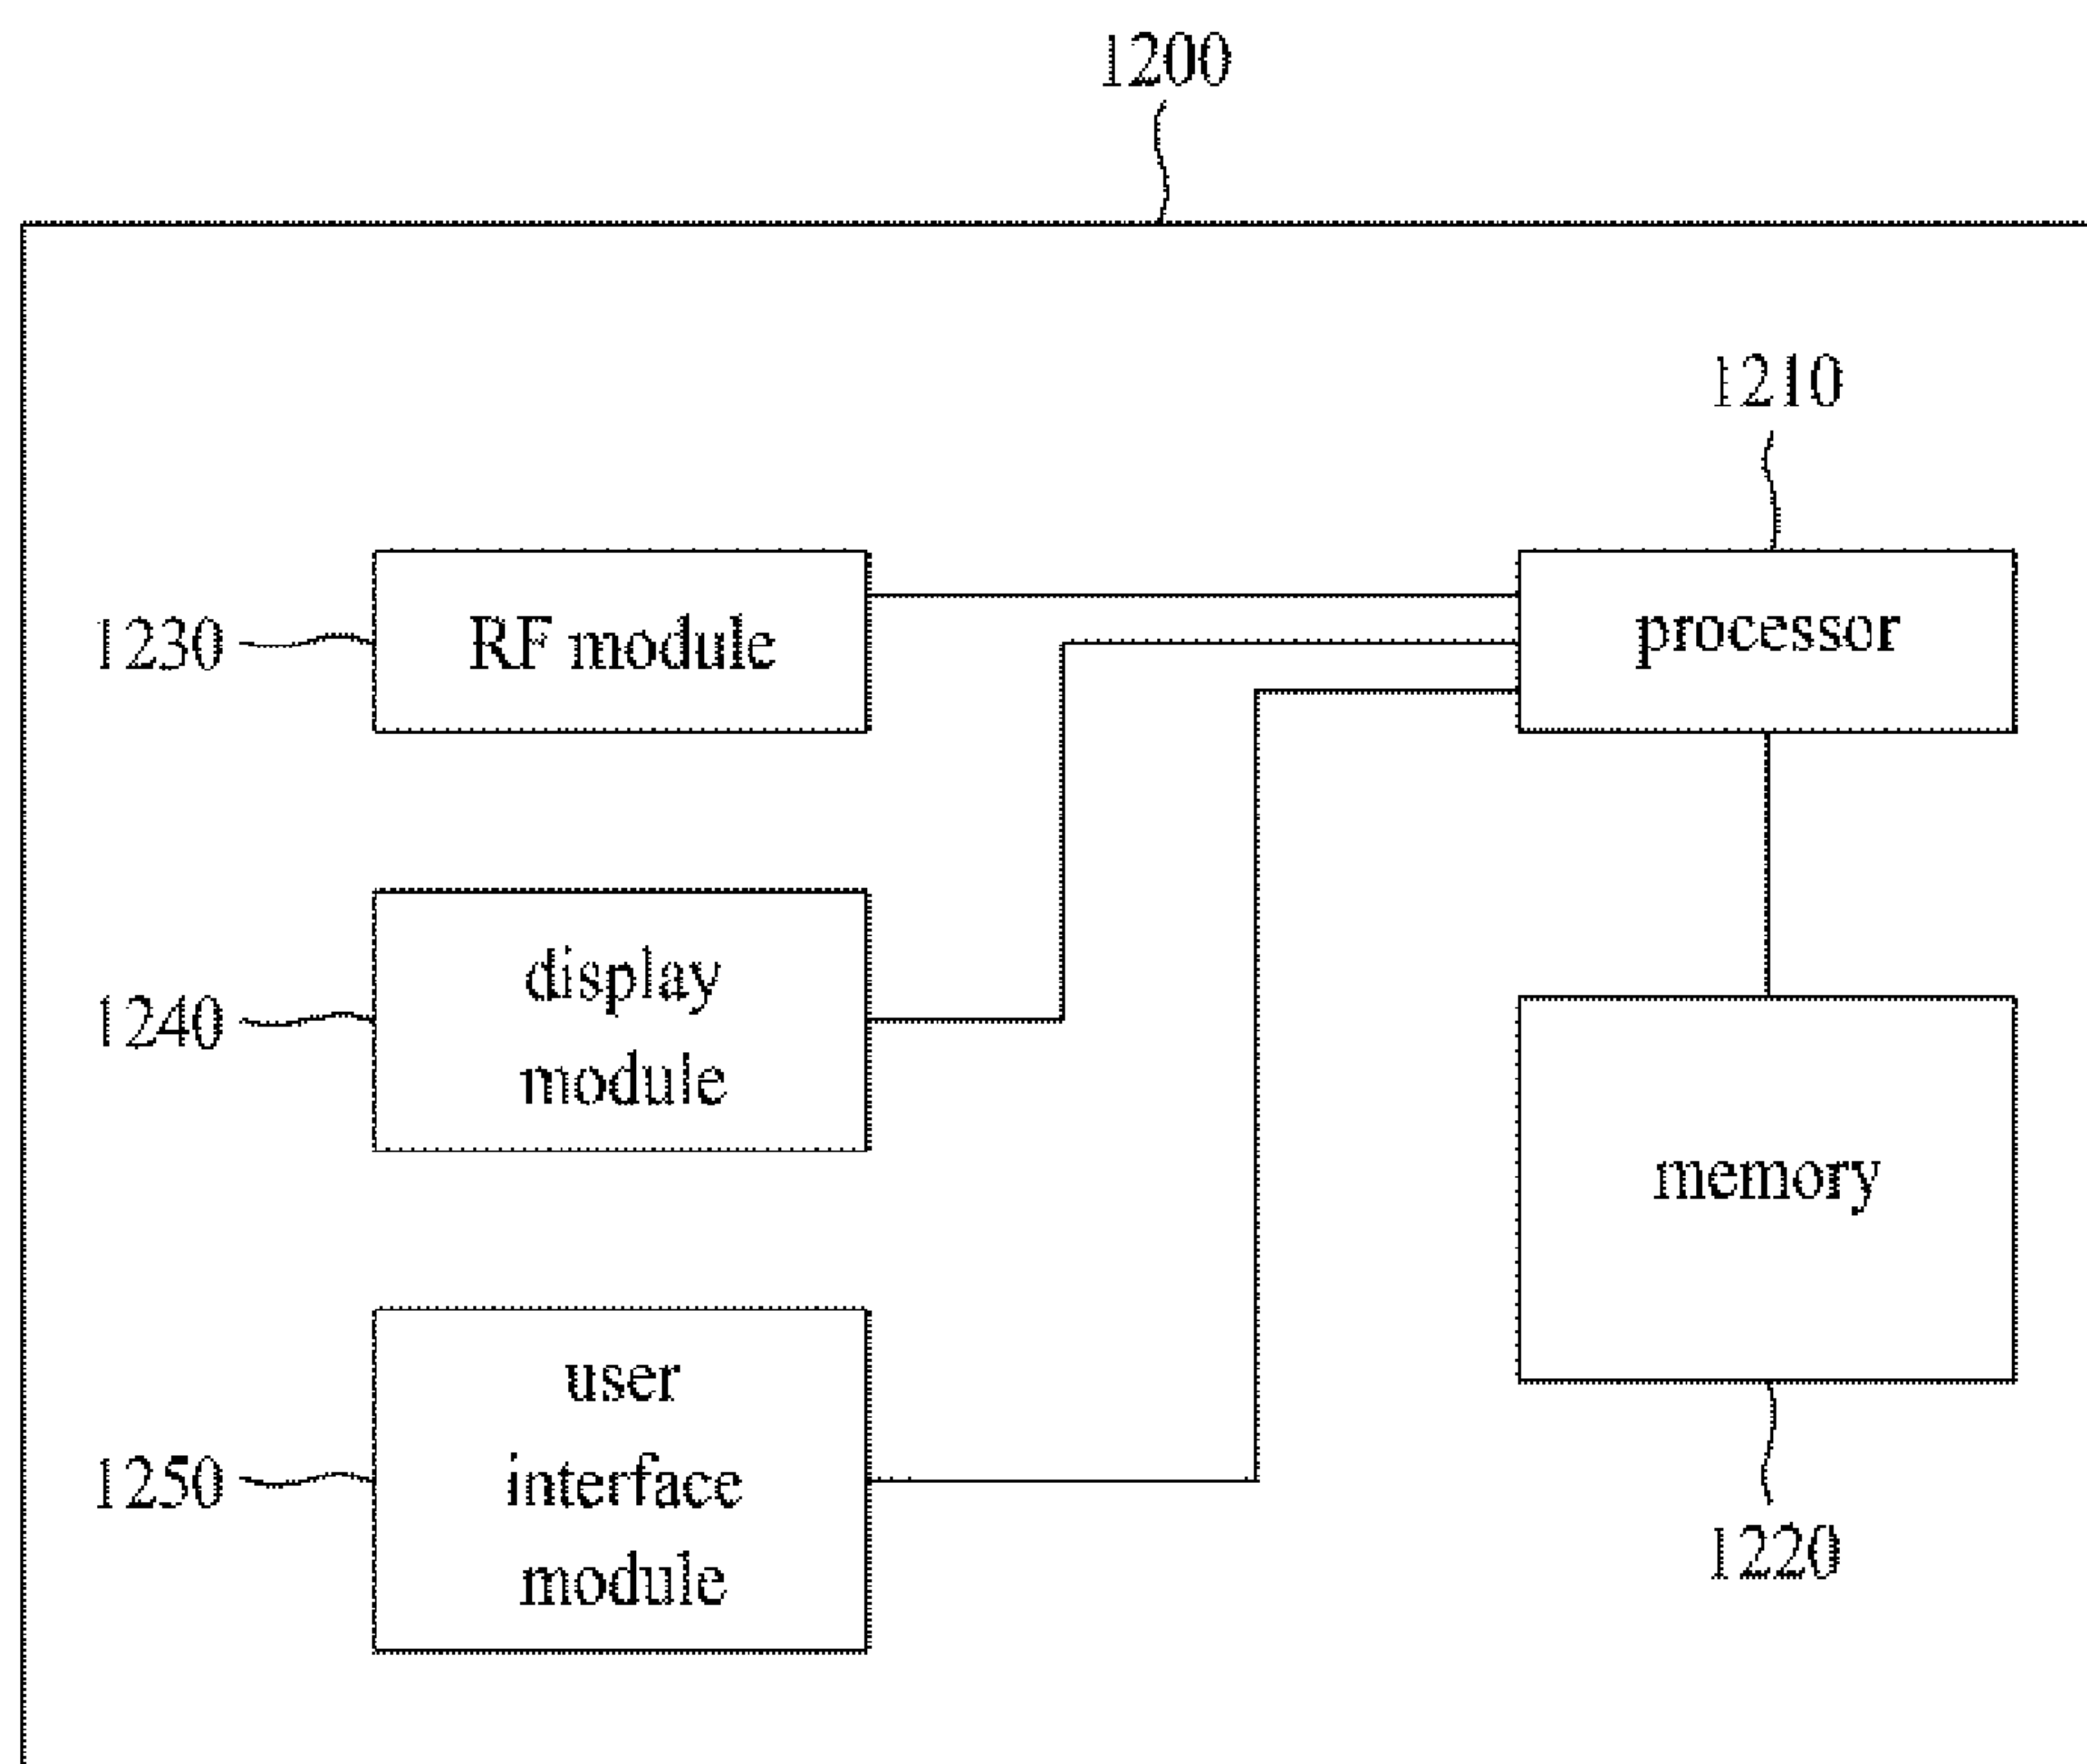 1200
1210
1230
RF module
processor
1240
display
module
memory
1250
user
interface
module
1220